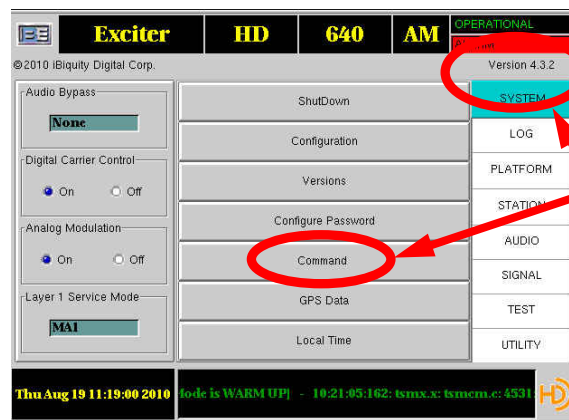 BE Exciter HD 640 AM OPERATIONAL
©2010 iBiquity Digital Corp. Version 4.3.2
Audio Bypass
None
Digital Carrier Control
On Off
Analog Modulation
On Off
Layer 1 Service Mode
MA1
ShutDown
Configuration
Versions
Configure Password
Command
GPS Data
Local Time
SYSTEM
LOG
PLATFORM
STATION
AUDIO
SIGNAL
TEST
UTILITY
Thu Aug 19 11:19:00 2010 Mode is WARM UP] - 10:21:05:162: tsmx.x: tsmcm.c: 4531 HD